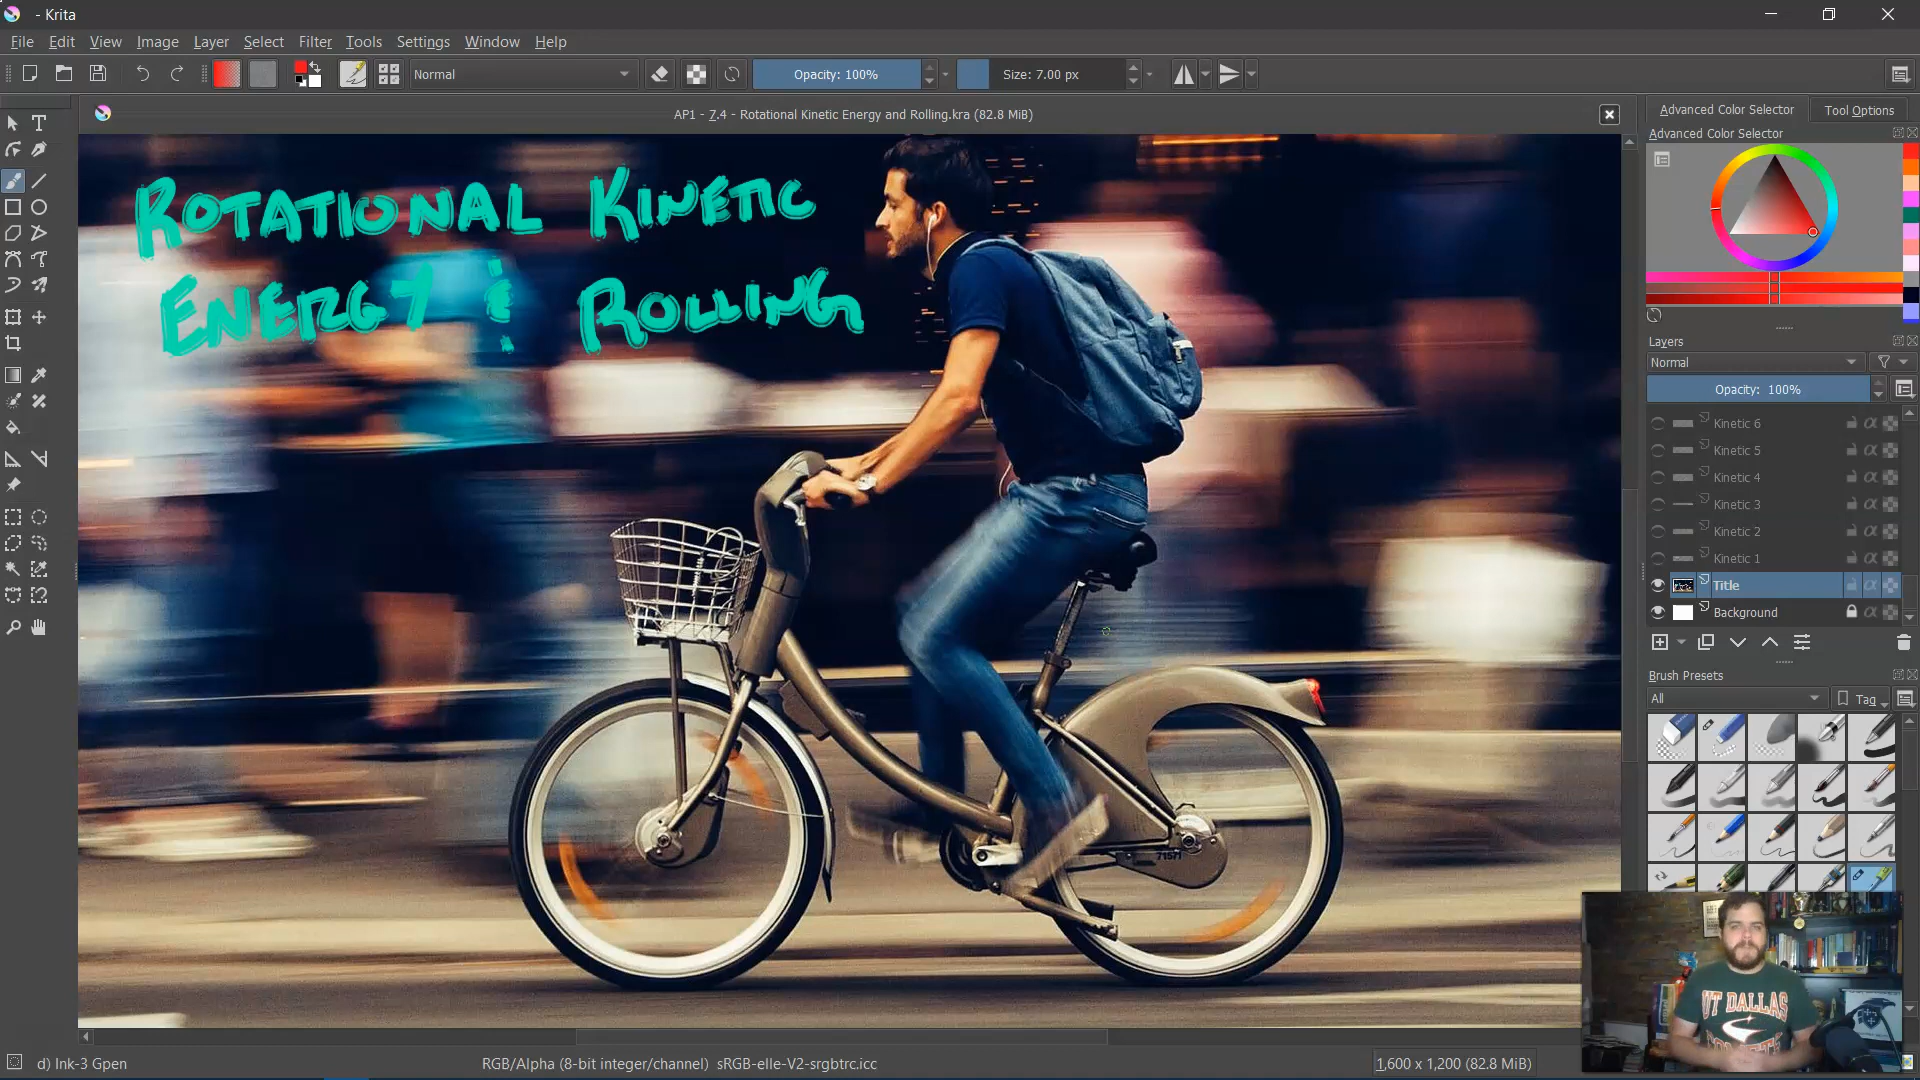 - Krita
File Edit View Image Layer Select Filter Tools Settings Window Help
Normal
Opacity: 100%
Size: 7.00 px
AP1 - 7.4 - Rotational Kinetic Energy and Rolling.kra (82.8 MiB)
ROTATIONAL KINETIC
ENERGY & ROLLING
71571
Advanced Color Selector
Tool Options
Advanced Color Selector
Layers
Normal
Opacity: 100%
Kinetic 6
Kinetic 5
Kinetic 4
Kinetic 3
Kinetic 2
Kinetic 1
Title
Background
Brush Presets
All
Tag
UT DALLAS
d) Ink-3 Gpen
RGB/Alpha (8-bit integer/channel) sRGB-elle-V2-srgbtrc.icc
1,600 x 1,200 (82.8 MiB)